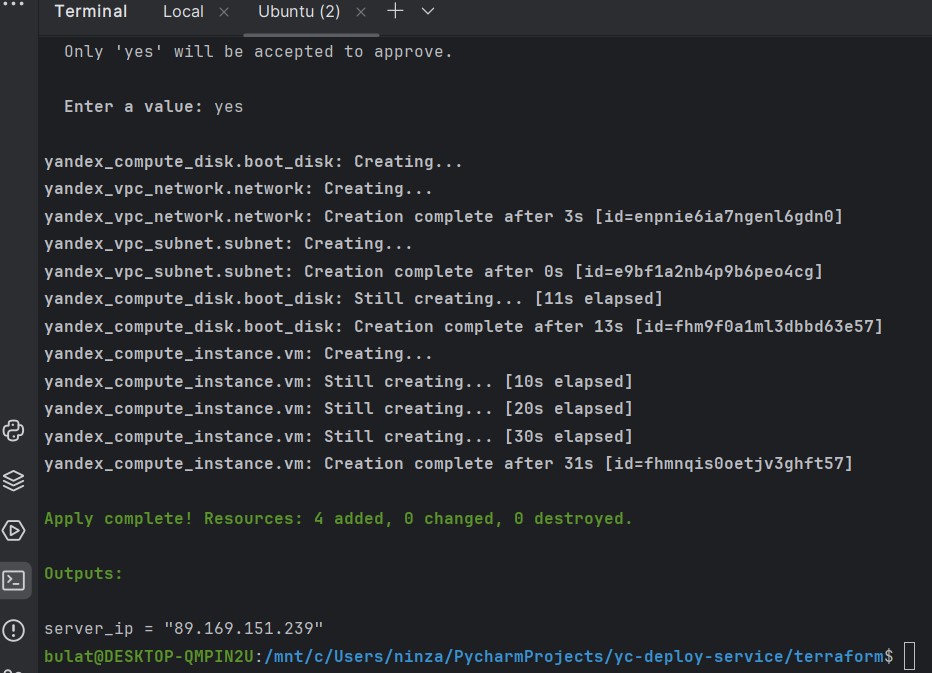 Terminal Local × Ubuntu (2) ×
Only 'yes' will be accepted to approve.
Enter a value: yes
yandex_compute_disk.boot_disk: Creating...
yandex_vpc_network.network: Creating...
yandex_vpc_network.network: Creation complete after 3s [id=enpnie6ia7ngenl6gdn0]
yandex_vpc_subnet.subnet: Creating...
yandex_vpc_subnet.subnet: Creation complete after 0s [id=e9bf1a2nb4p9b6peo4cg]
yandex_compute_disk.boot_disk: Still creating... [11s elapsed]
yandex_compute_disk.boot_disk: Creation complete after 13s [id=fhm9f0a1ml3dbbd63e57]
yandex_compute_instance.vm: Creating...
yandex_compute_instance.vm: Still creating... [10s elapsed]
yandex_compute_instance.vm: Still creating... [20s elapsed]
yandex_compute_instance.vm: Still creating... [30s elapsed]
yandex_compute_instance.vm: Creation complete after 31s [id=fhmnqis0oetjv3ghft57]
Apply complete! Resources: 4 added, 0 changed, 0 destroyed.
Outputs:
server_ip = "89.169.151.239"
bulat@DESKTOP-QMPIN2U:/mnt/c/Users/ninza/PycharmProjects/yc-deploy-service/terraform$